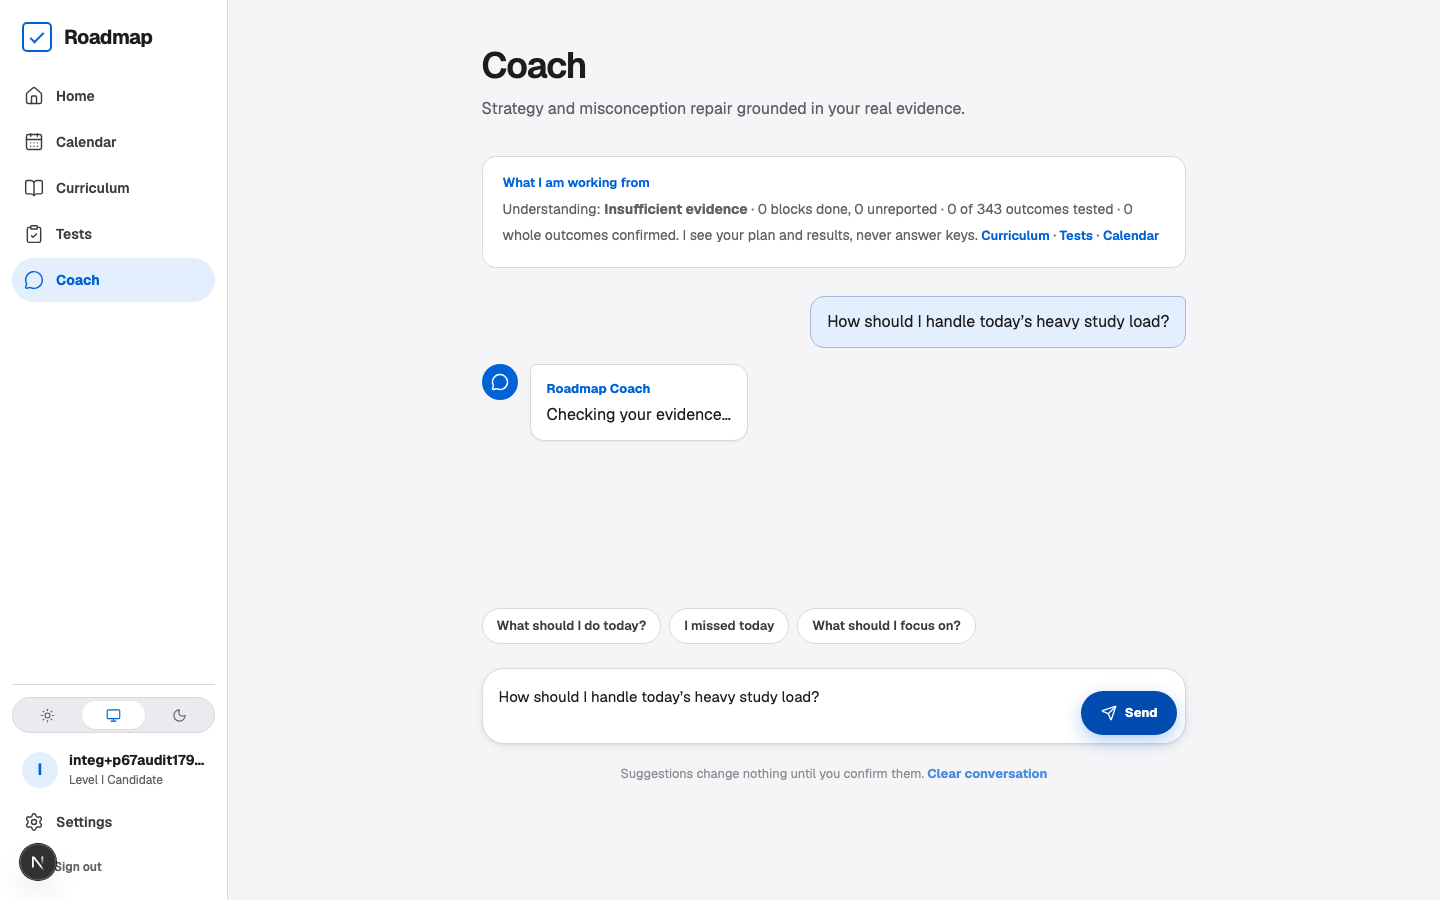 Roadmap
Home
Calendar
Curriculum
Tests
Coach
integ+p67audit179...
Level I Candidate
Settings
Sign out
Coach
Strategy and misconception repair grounded in your real evidence.
What I am working from
Understanding: Insufficient evidence · 0 blocks done, 0 unreported · 0 of 343 outcomes tested · 0
whole outcomes confirmed. I see your plan and results, never answer keys. Curriculum · Tests · Calendar
How should I handle today’s heavy study load?
Roadmap Coach
Checking your evidence…
What should I do today?
I missed today
What should I focus on?
How should I handle today’s heavy study load?
Send
Suggestions change nothing until you confirm them. Clear conversation
I
N